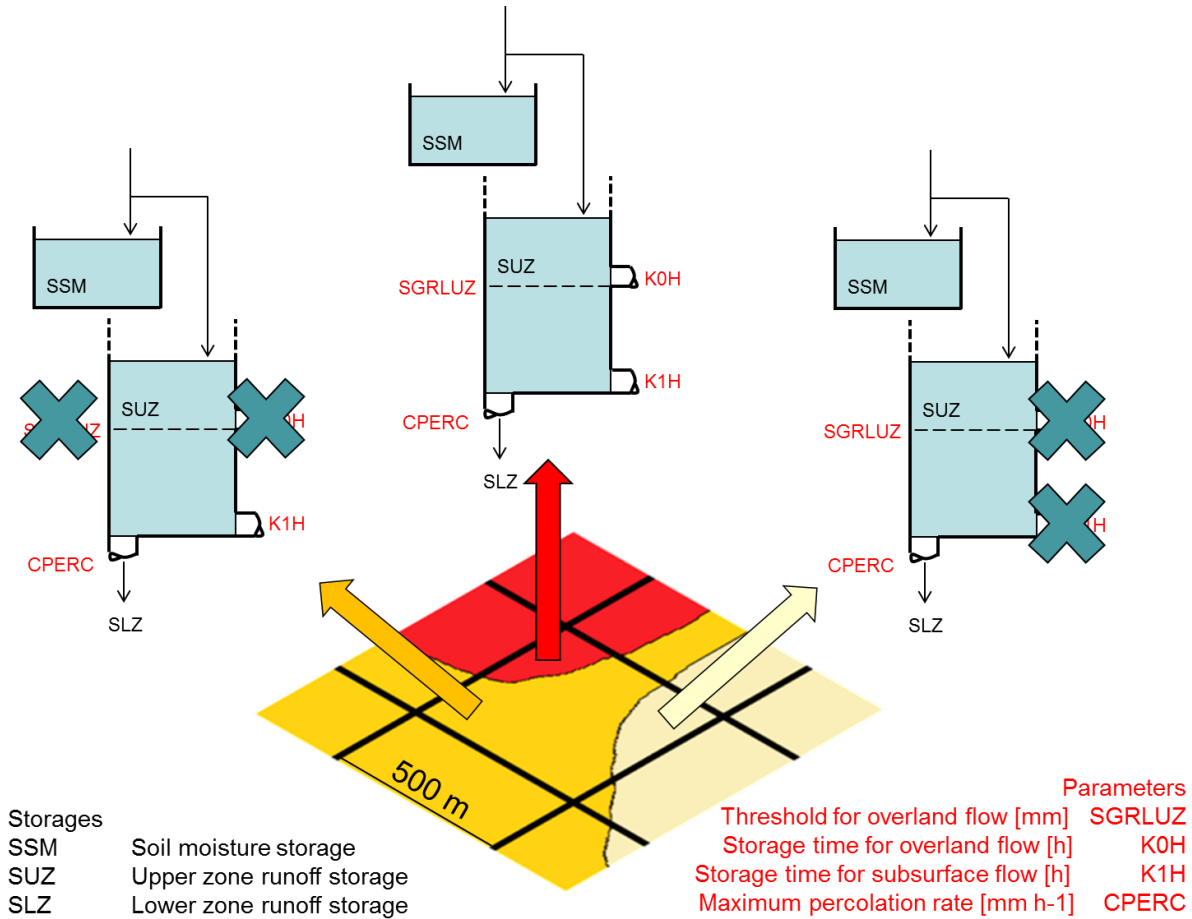 SSM
SUZ
SGRLUZ
K0H
K1H
CPERC
SLZ
SSM
SUZ
K1H
CPERC
SLZ
SSM
SUZ
SGRLUZ
CPERC
SLZ
500 m
Storages
SSM Soil moisture storage
SUZ Upper zone runoff storage
SLZ Lower zone runoff storage
Parameters
Threshold for overland flow [mm] SGRLUZ
Storage time for overland flow [h] K0H
Storage time for subsurface flow [h] K1H
Maximum percolation rate [mm h-1] CPERC